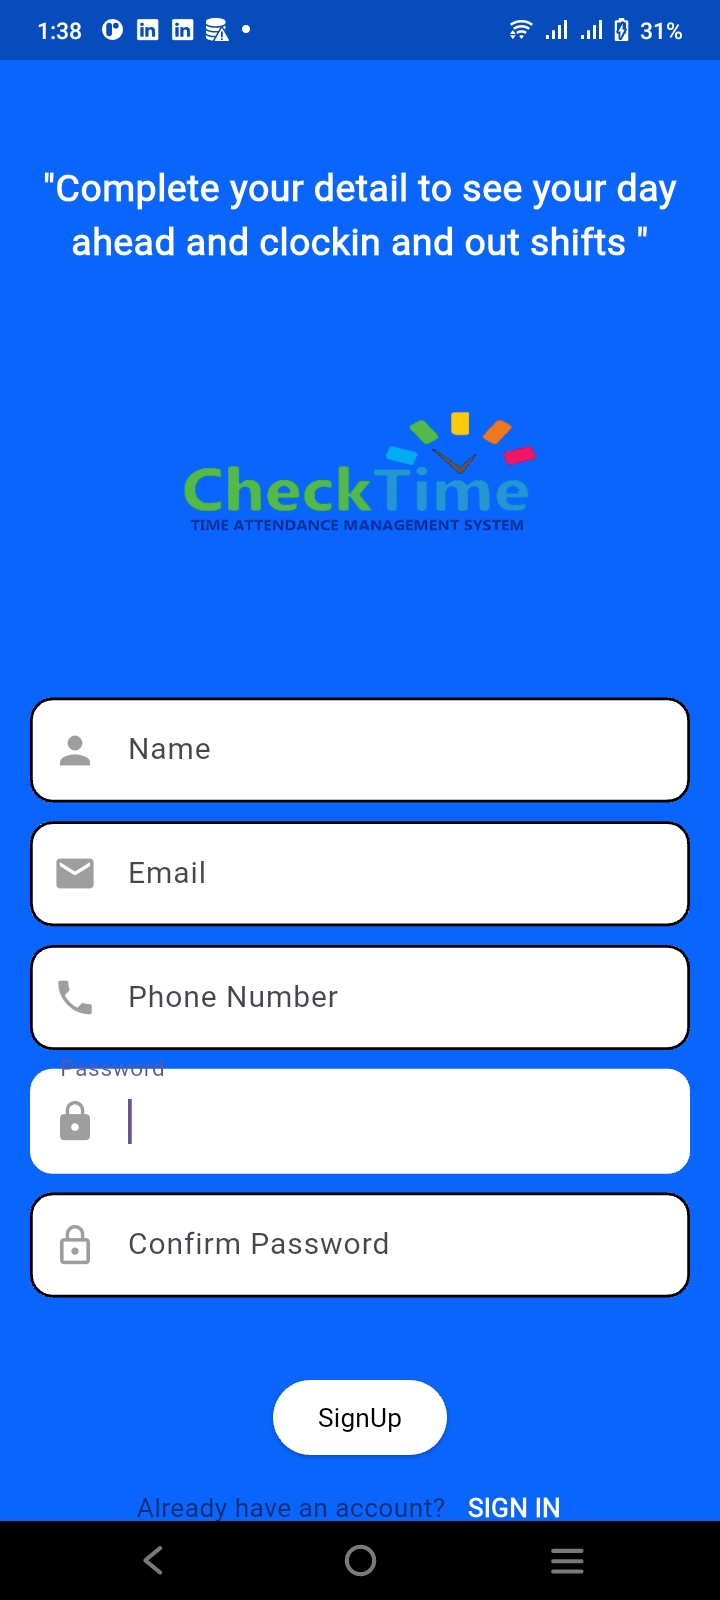 1:38
31%
"Complete your detail to see your day
ahead and clockin and out shifts "
CheckTime
TIME ATTENDANCE MANAGEMENT SYSTEM
Name
Email
Phone Number
Password
Confirm Password
SignUp
Already have an account? SIGN IN